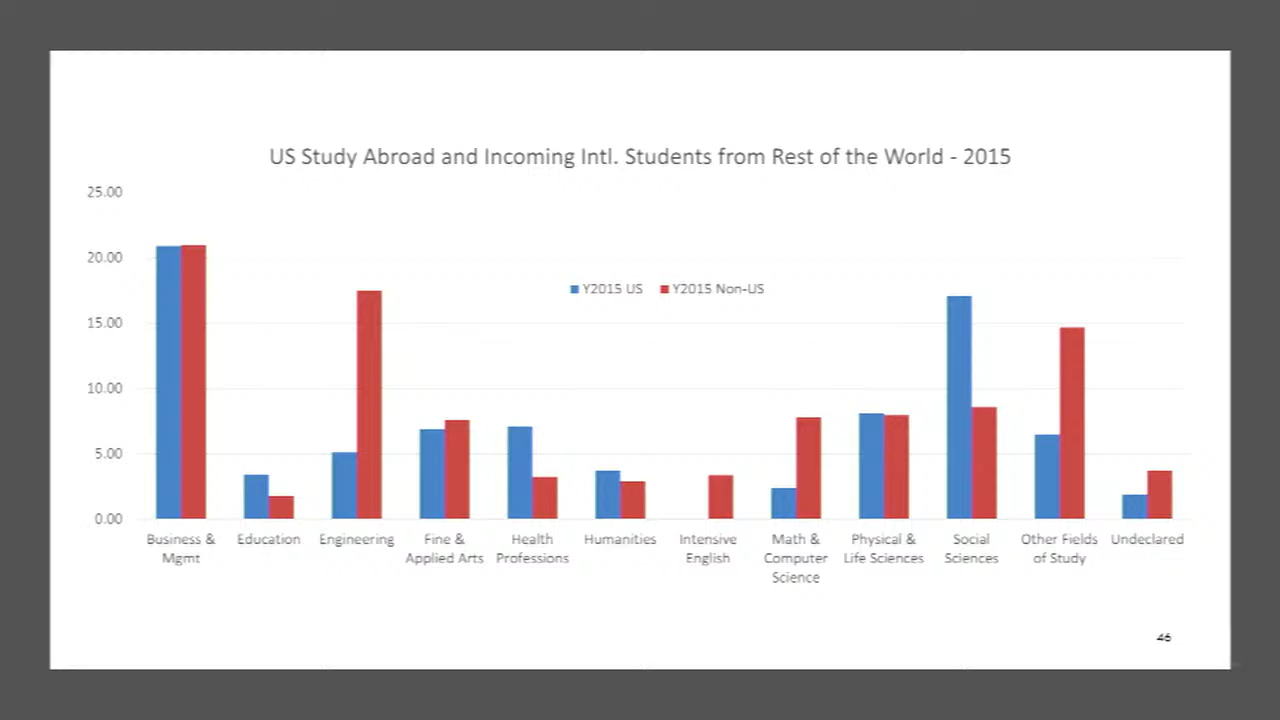 US Study Abroad and Incoming Intl. Students from Rest of the World - 2015
25.00
20.00
15.00
10.00
5.00
0.00
Y2015 US
Y2015 Non-US
Business &
Mgmt
Education
Engineering
Fine &
Applied Arts
Health
Professions
Humanities
Intensive
English
Math &
Computer
Science
Physical &
Life Sciences
Social
Sciences
Other Fields
of Study
Undeclared
46